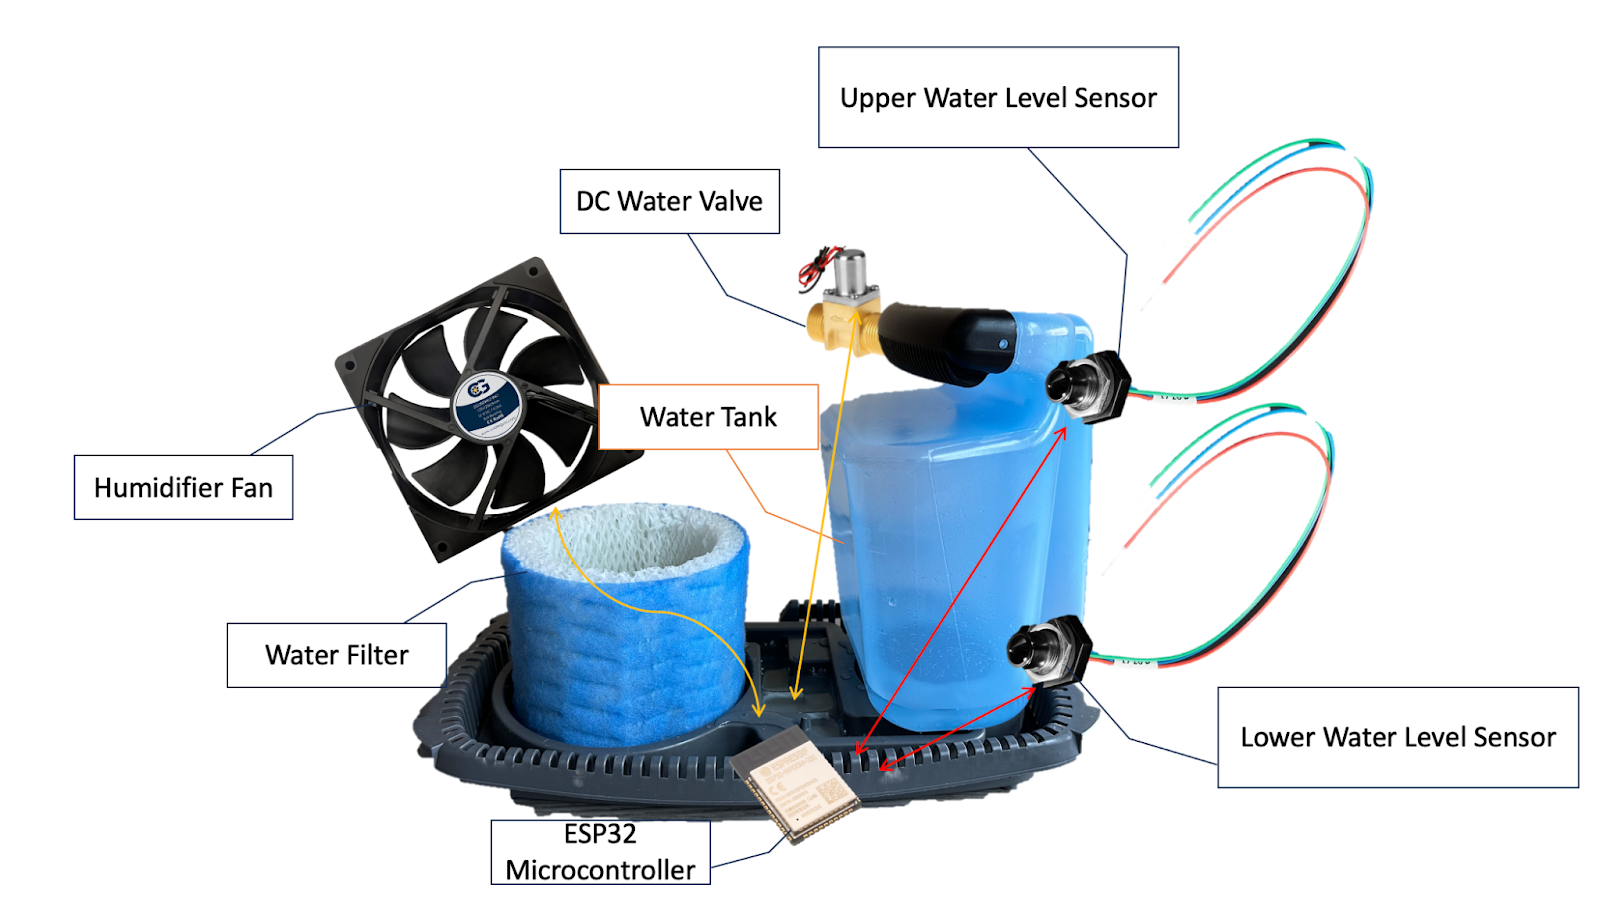 Upper Water Level Sensor
DC Water Valve
Water Tank
Humidifier Fan
Water Filter
Lower Water Level Sensor
ESP32
Microcontroller